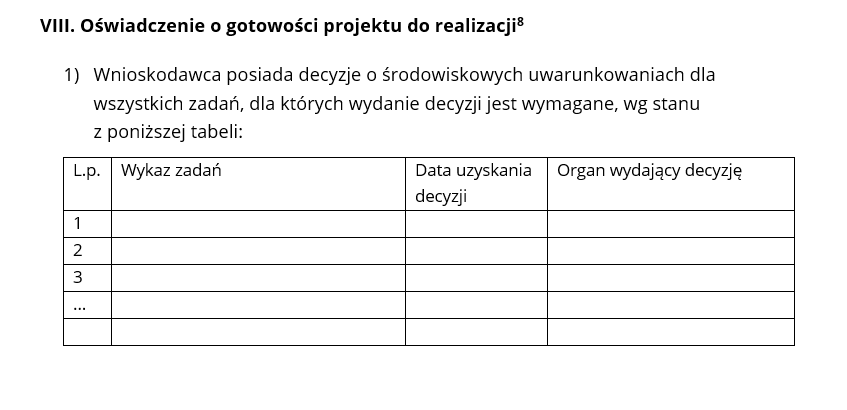 VIII. Oświadczenie o gotowości projektu do realizacji⁸
1) Wnioskodawca posiada decyzje o środowiskowych uwarunkowaniach dla
wszystkich zadań, dla których wydanie decyzji jest wymagane, wg stanu
z poniższej tabeli:
L.p. Wykaz zadań Data uzyskania decyzji Organ wydający decyzję
1
2
3
...